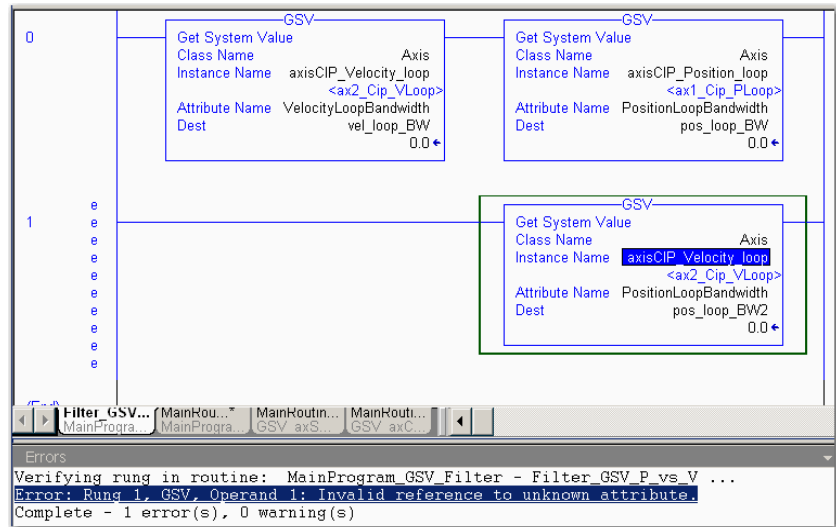 GSV
GSV
0
Get System Value
Class Name Axis
Instance Name axisCIP_Velocity_loop
<ax2_Cip_VLoop>
Attribute Name VelocityLoopBandwidth
Dest vel_loop_BW
0.0
Get System Value
Class Name Axis
Instance Name axisCIP_Position_loop
<ax1_Cip_PLoop>
Attribute Name PositionLoopBandwidth
Dest pos_loop_BW
0.0
1
e
e
e
e
e
e
e
e
e
e
GSV
Get System Value
Class Name Axis
Instance Name axisCIP_Velocity_loop
<ax2_Cip_VLoop>
Attribute Name PositionLoopBandwidth
Dest pos_loop_BW2
0.0
(End)
Filter_GSV... MainRou...* MainRoutin... MainRouti...
MainProgra... MainProgra... GSV_axS... GSV_axC...
Errors
Verifying rung in routine: MainProgram_GSV_Filter - Filter_GSV_P_vs_V ...
Error: Rung 1, GSV, Operand 1: Invalid reference to unknown attribute.
Complete - 1 error(s), 0 warning(s)